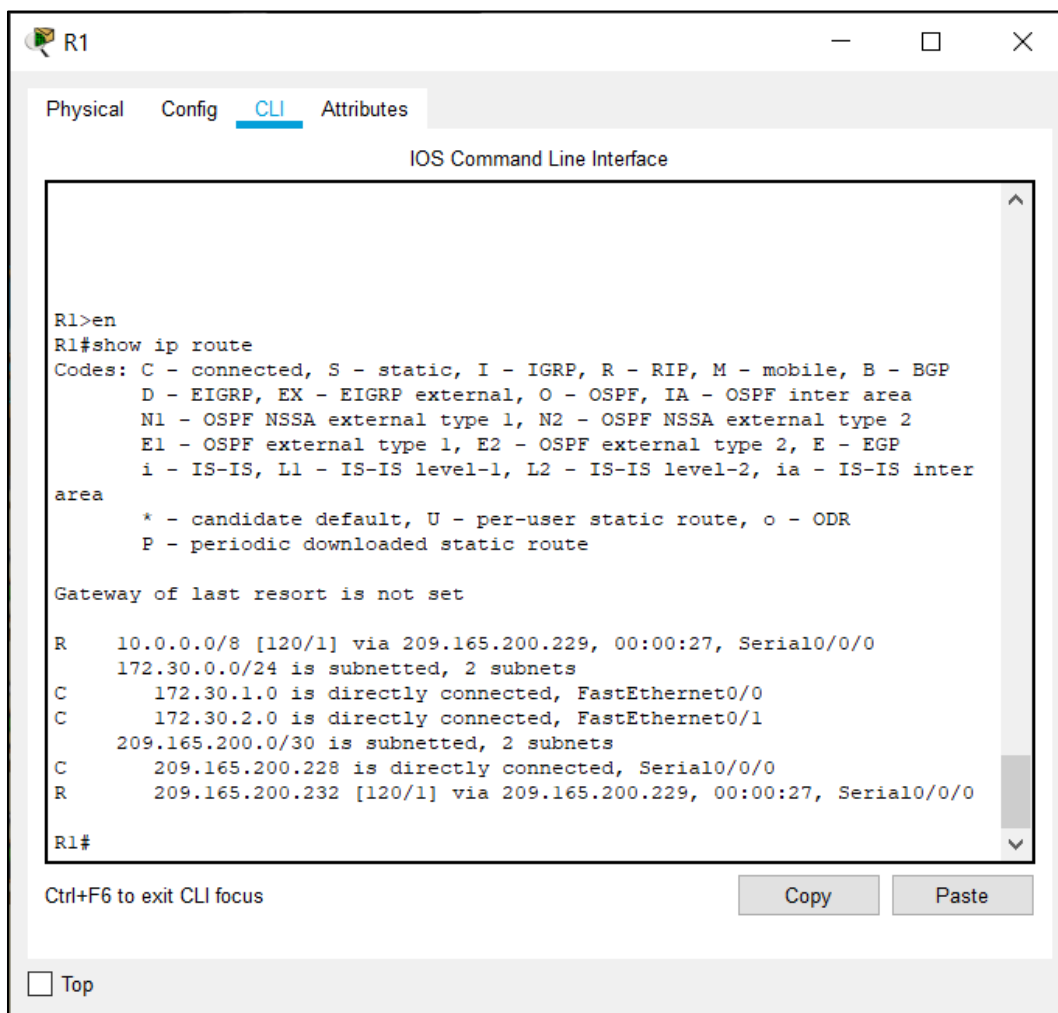 R1
Physical Config CLI Attributes
IOS Command Line Interface
R1>en
R1#show ip route
Codes: C - connected, S - static, I - IGRP, R - RIP, M - mobile, B - BGP
       D - EIGRP, EX - EIGRP external, O - OSPF, IA - OSPF inter area
       N1 - OSPF NSSA external type 1, N2 - OSPF NSSA external type 2
       E1 - OSPF external type 1, E2 - OSPF external type 2, E - EGP
       i - IS-IS, L1 - IS-IS level-1, L2 - IS-IS level-2, ia - IS-IS inter
area
       * - candidate default, U - per-user static route, o - ODR
       P - periodic downloaded static route
Gateway of last resort is not set
R    10.0.0.0/8 [120/1] via 209.165.200.229, 00:00:27, Serial0/0/0
     172.30.0.0/24 is subnetted, 2 subnets
C       172.30.1.0 is directly connected, FastEthernet0/0
C       172.30.2.0 is directly connected, FastEthernet0/1
     209.165.200.0/30 is subnetted, 2 subnets
C       209.165.200.228 is directly connected, Serial0/0/0
R       209.165.200.232 [120/1] via 209.165.200.229, 00:00:27, Serial0/0/0
R1#
Ctrl+F6 to exit CLI focus
Copy
Paste
Top